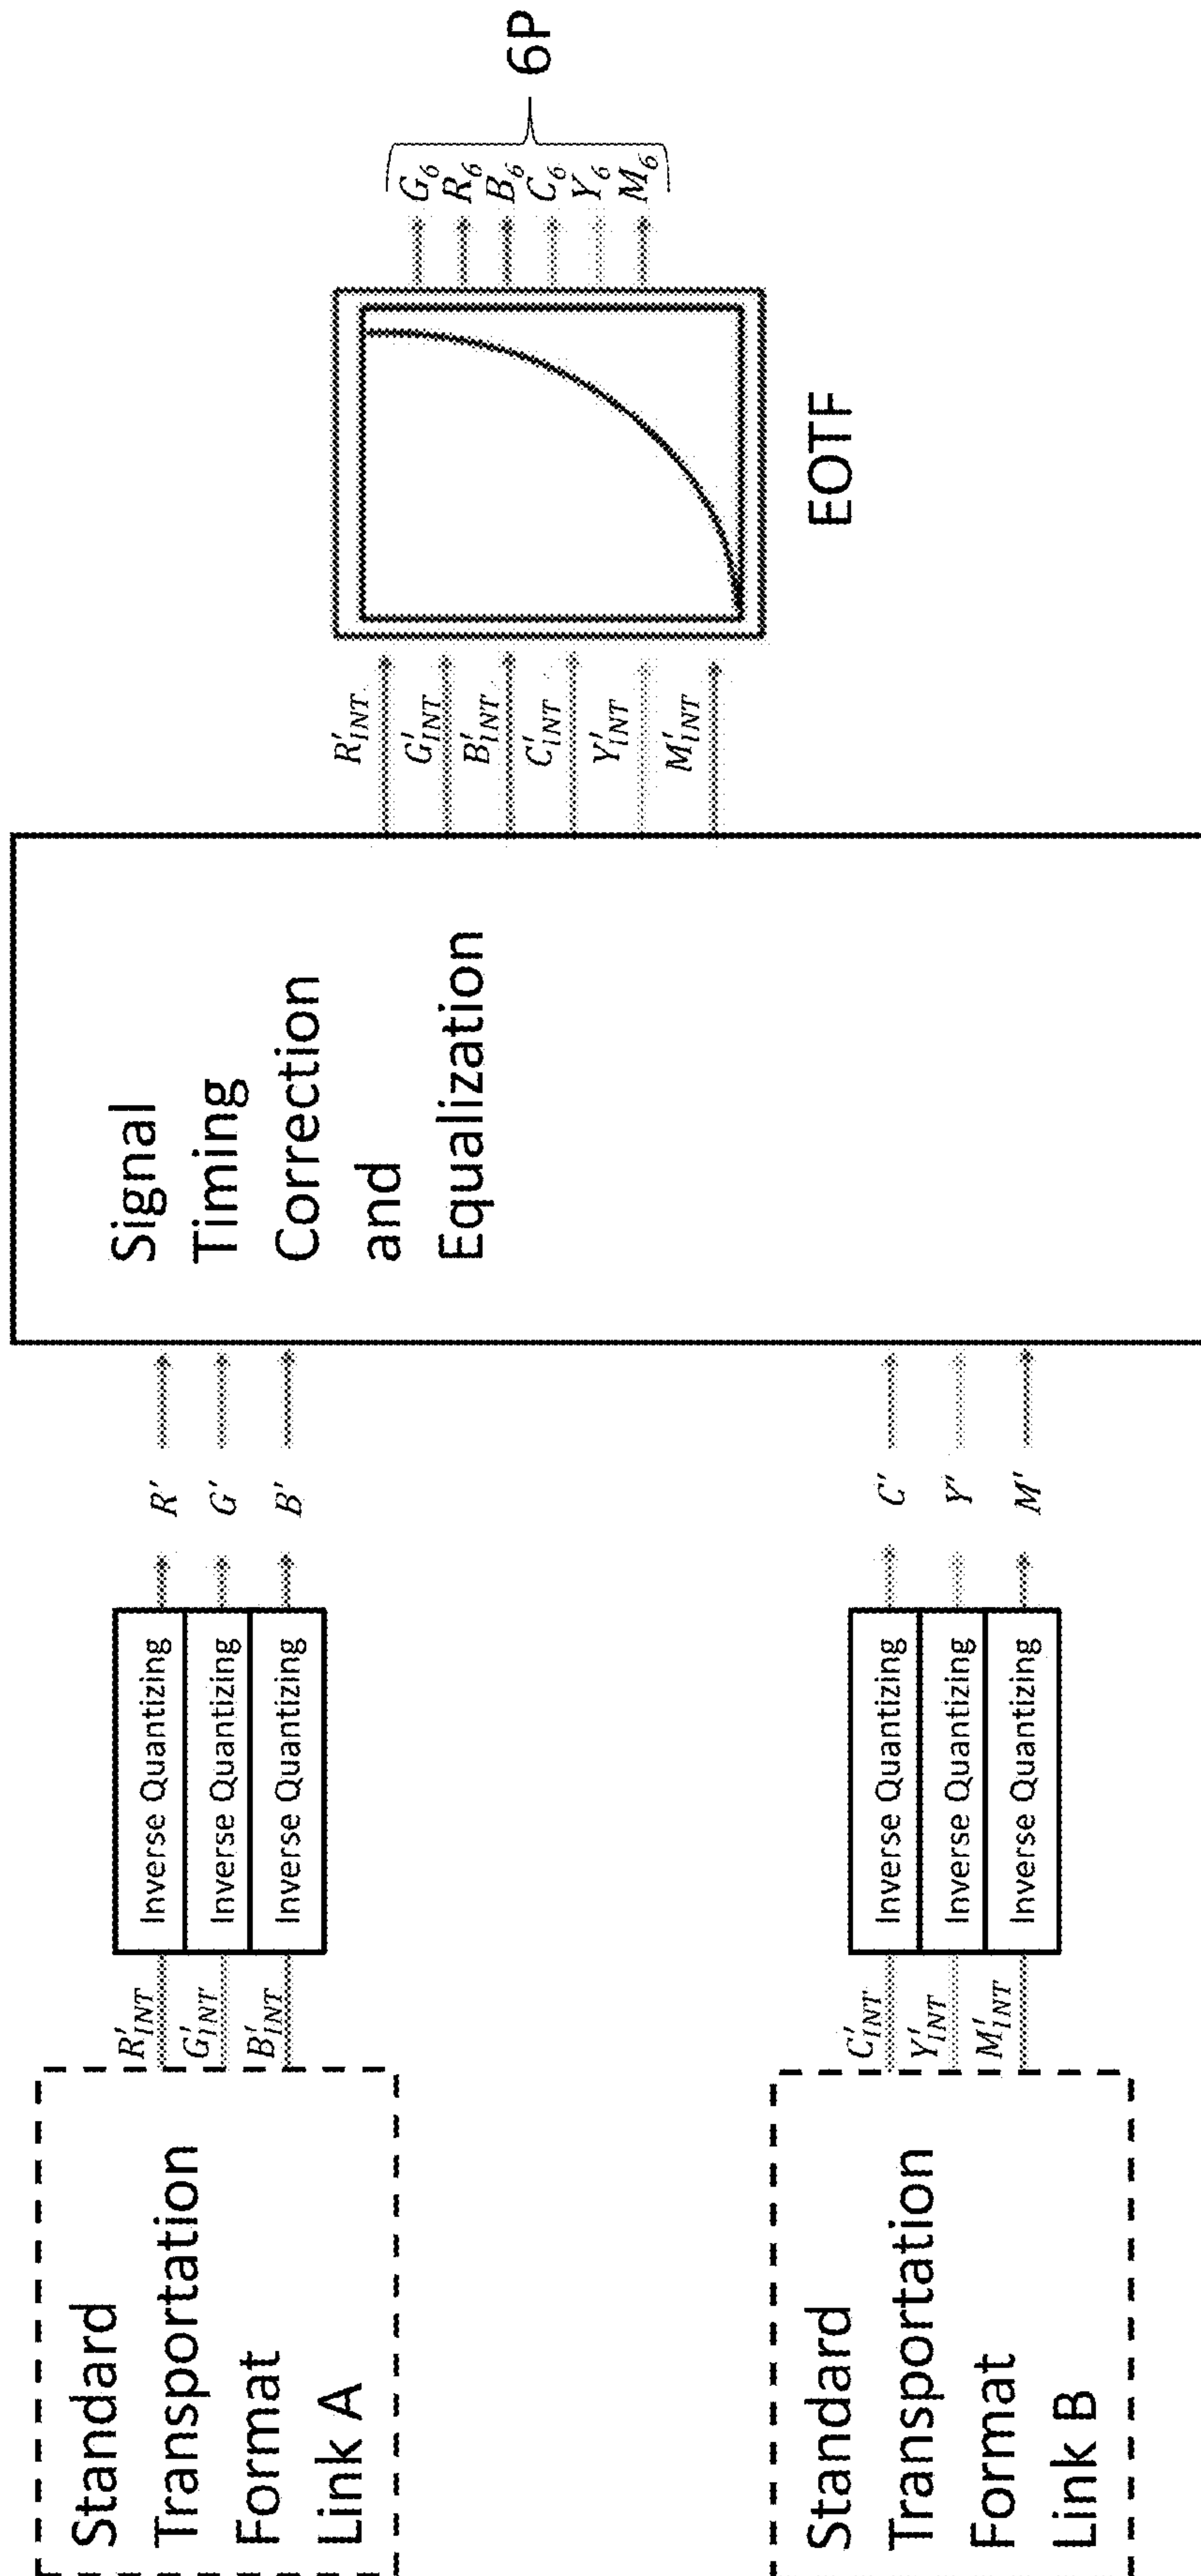 Standard
Transportation
Format
Link A
R'INT
G'INT
B'INT
Inverse Quantizing
Inverse Quantizing
Inverse Quantizing
R'
G'
B'
Standard
Transportation
Format
Link B
C'INT
Y'INT
M'INT
Inverse Quantizing
Inverse Quantizing
Inverse Quantizing
C'
Y'
M'
Signal
Timing
Correction
and
Equalization
R'INT
G'INT
B'INT
C'INT
Y'INT
M'INT
EOTF
G6
R6
B6
C6
Y6
M6
6P